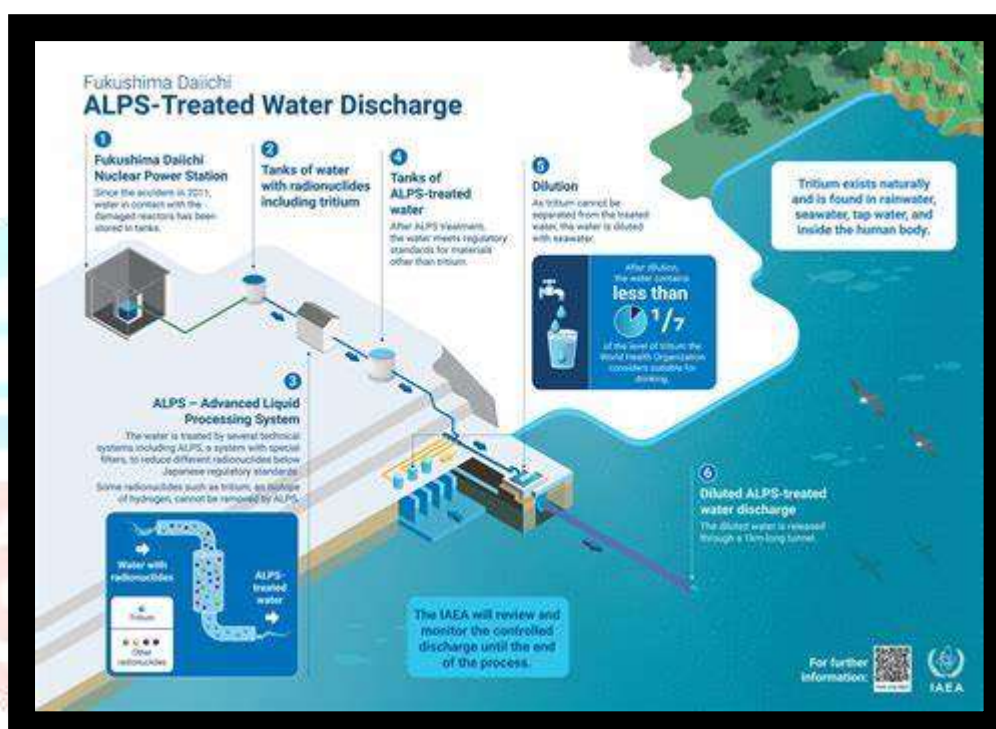 Fukushima Daiichi
ALPS-Treated Water Discharge
1
Fukushima Daiichi
Nuclear Power Station
Since the accident in 2011,
water in contact with the
damaged reactors has been
stored in tanks.
2
Tanks of water
with radionuclides
including tritium
4
Tanks of
ALPS-treated
water
After ALPS treatment,
the water meets regulatory
standards for materials
other than tritium.
5
Dilution
As tritium cannot be
separated from the treated
water, the water is diluted
with seawater.
After dilution,
the water contains
less than
1/7
of the level of tritium the
World Health Organization
considers suitable for
drinking.
Tritium exists naturally
and is found in rainwater,
seawater, tap water, and
inside the human body.
3
ALPS – Advanced Liquid
Processing System
The water is treated by several technical
systems including ALPS, a system with special
filters, to reduce different radionuclides below
Japanese regulatory standards.
Some radionuclides such as tritium, an isotope
of hydrogen, cannot be removed by ALPS.
Water with
radionuclides
ALPS-
treated
water
Tritium
Other
radionuclides
6
Diluted ALPS-treated
water discharge
The diluted water is released
through a 1km-long tunnel.
The IAEA will review and
monitor the controlled
discharge until the end
of the process.
For further
information:
IAEA